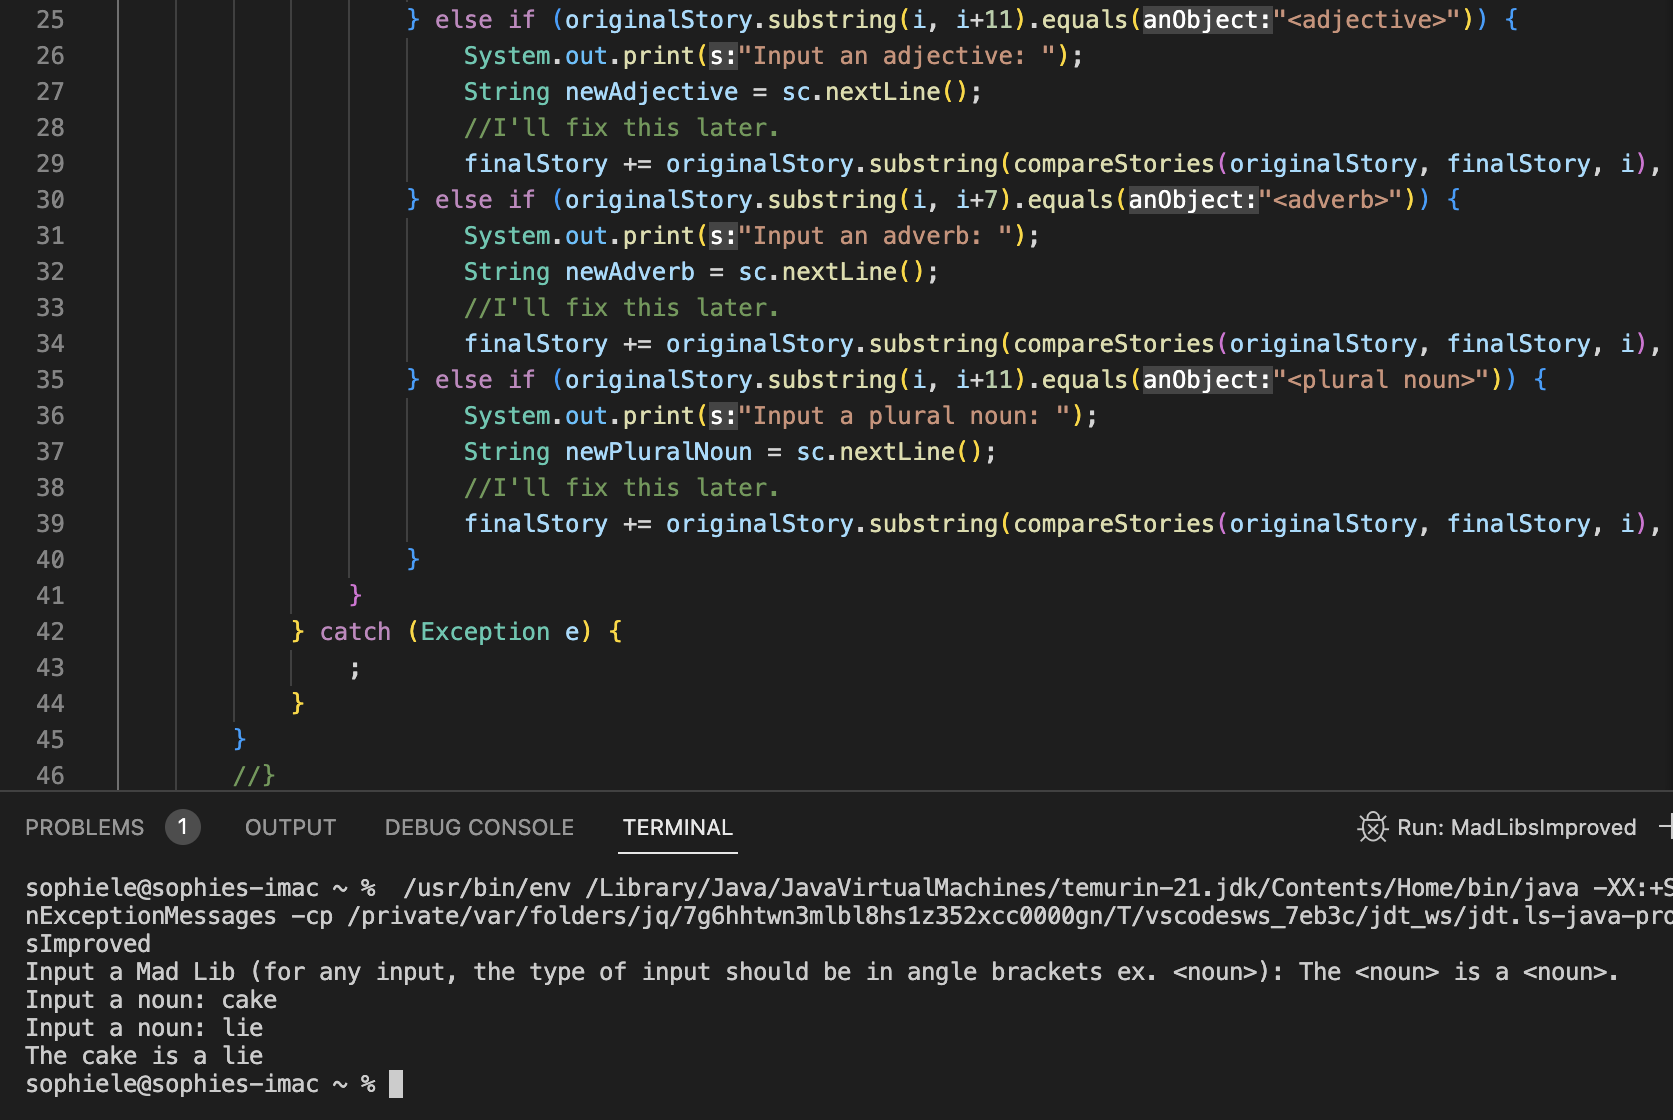 25 } else if (originalStory.substring(i, i+11).equals(anObject:"<adjective>")) {
26 System.out.print(s:"Input an adjective: ");
27 String newAdjective = sc.nextLine();
28 //I'll fix this later.
29 finalStory += originalStory.substring(compareStories(originalStory, finalStory, i),
30 } else if (originalStory.substring(i, i+7).equals(anObject:"<adverb>")) {
31 System.out.print(s:"Input an adverb: ");
32 String newAdverb = sc.nextLine();
33 //I'll fix this later.
34 finalStory += originalStory.substring(compareStories(originalStory, finalStory, i),
35 } else if (originalStory.substring(i, i+11).equals(anObject:"<plural noun>")) {
36 System.out.print(s:"Input a plural noun: ");
37 String newPluralNoun = sc.nextLine();
38 //I'll fix this later.
39 finalStory += originalStory.substring(compareStories(originalStory, finalStory, i),
40 }
41 }
42 } catch (Exception e) {
43 ;
44 }
45 }
46 //}
PROBLEMS 1 OUTPUT DEBUG CONSOLE TERMINAL Run: MadLibsImproved
sophiele@sophies-imac ~ % /usr/bin/env /Library/Java/JavaVirtualMachines/temurin-21.jdk/Contents/Home/bin/java -XX:+S
nExceptionMessages -cp /private/var/folders/jq/7g6hhtwn3mlbl8hs1z352xcc0000gn/T/vscodesws_7eb3c/jdt_ws/jdt.ls-java-pro
sImproved
Input a Mad Lib (for any input, the type of input should be in angle brackets ex. <noun>): The <noun> is a <noun>.
Input a noun: cake
Input a noun: lie
The cake is a lie
sophiele@sophies-imac ~ %